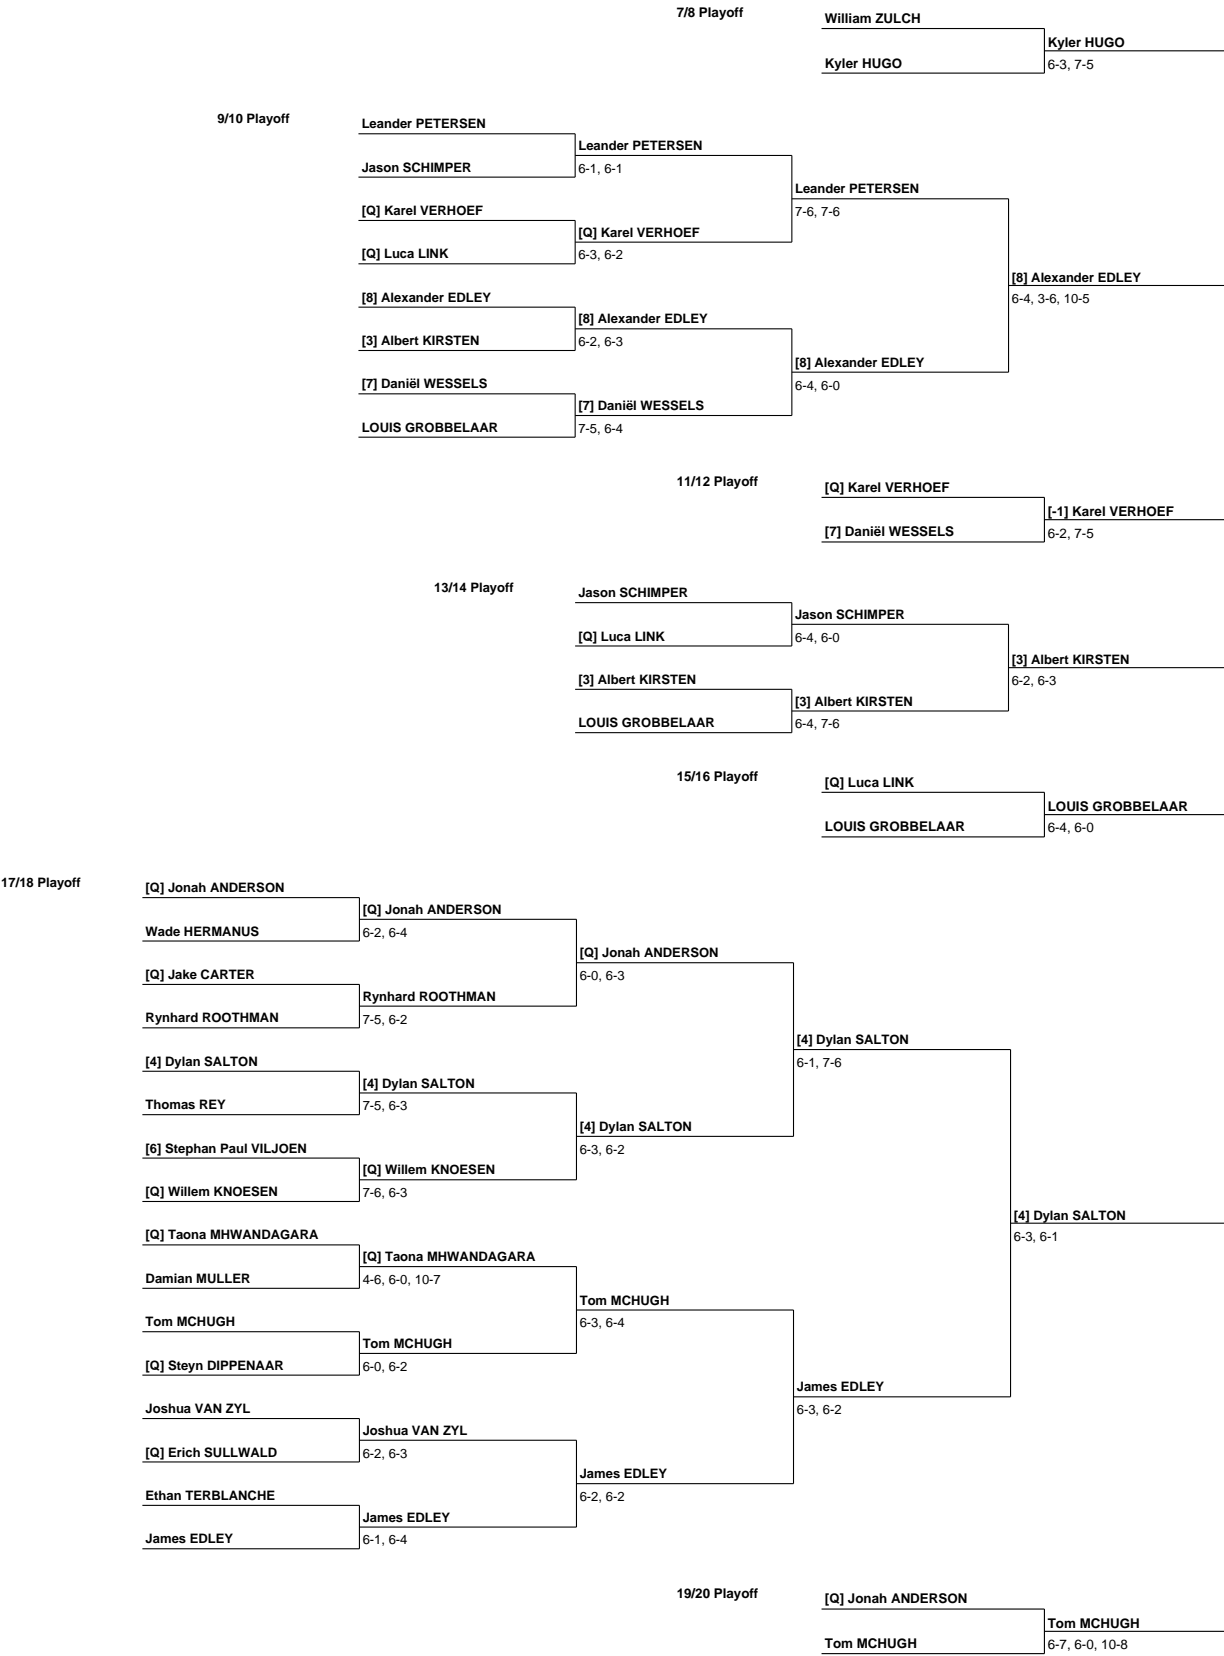 7/8 Playoff
William ZULCH
Kyler HUGO
Kyler HUGO
6-3, 7-5
9/10 Playoff
Leander PETERSEN
Leander PETERSEN
Jason SCHIMPER
6-1, 6-1
Leander PETERSEN
[Q] Karel VERHOEF
7-6, 7-6
[Q] Karel VERHOEF
[Q] Luca LINK
6-3, 6-2
[8] Alexander EDLEY
[8] Alexander EDLEY
6-4, 3-6, 10-5
[8] Alexander EDLEY
[3] Albert KIRSTEN
6-2, 6-3
[8] Alexander EDLEY
[7] Daniël WESSELS
6-4, 6-0
[7] Daniël WESSELS
LOUIS GROBBELAAR
7-5, 6-4
11/12 Playoff
[Q] Karel VERHOEF
[-1] Karel VERHOEF
[7] Daniël WESSELS
6-2, 7-5
13/14 Playoff
Jason SCHIMPER
Jason SCHIMPER
[Q] Luca LINK
6-4, 6-0
[3] Albert KIRSTEN
[3] Albert KIRSTEN
6-2, 6-3
[3] Albert KIRSTEN
LOUIS GROBBELAAR
6-4, 7-6
15/16 Playoff
[Q] Luca LINK
LOUIS GROBBELAAR
LOUIS GROBBELAAR
6-4, 6-0
17/18 Playoff
[Q] Jonah ANDERSON
[Q] Jonah ANDERSON
Wade HERMANUS
6-2, 6-4
[Q] Jonah ANDERSON
[Q] Jake CARTER
6-0, 6-3
Rynhard ROOTHMAN
Rynhard ROOTHMAN
7-5, 6-2
[4] Dylan SALTON
[4] Dylan SALTON
6-1, 7-6
[4] Dylan SALTON
Thomas REY
7-5, 6-3
[4] Dylan SALTON
[6] Stephan Paul VILJOEN
6-3, 6-2
[Q] Willem KNOESEN
[Q] Willem KNOESEN
7-6, 6-3
[4] Dylan SALTON
[Q] Taona MHWANDAGARA
6-3, 6-1
[Q] Taona MHWANDAGARA
Damian MULLER
4-6, 6-0, 10-7
Tom MCHUGH
Tom MCHUGH
6-3, 6-4
Tom MCHUGH
[Q] Steyn DIPPENAAR
6-0, 6-2
James EDLEY
Joshua VAN ZYL
6-3, 6-2
Joshua VAN ZYL
[Q] Erich SULLWALD
6-2, 6-3
James EDLEY
Ethan TERBLANCHE
6-2, 6-2
James EDLEY
James EDLEY
6-1, 6-4
19/20 Playoff
[Q] Jonah ANDERSON
Tom MCHUGH
Tom MCHUGH
6-7, 6-0, 10-8